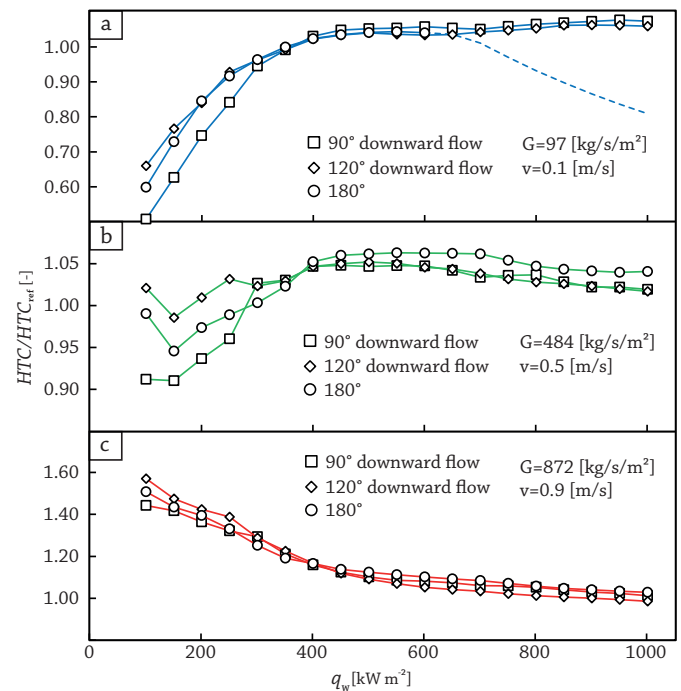 a
1.00
0.90
0.80
0.70
0.60
90° downward flow
120° downward flow
180°
G=97 [kg/s/m²]
v=0.1 [m/s]
b
1.05
1.00
0.95
0.90
90° downward flow
120° downward flow
180°
G=484 [kg/s/m²]
v=0.5 [m/s]
HTC/HTC_ref [-]
c
1.60
1.40
1.20
1.00
90° downward flow
120° downward flow
180°
G=872 [kg/s/m²]
v=0.9 [m/s]
0 200 400 600 800 1000
q_w [kW m⁻²]